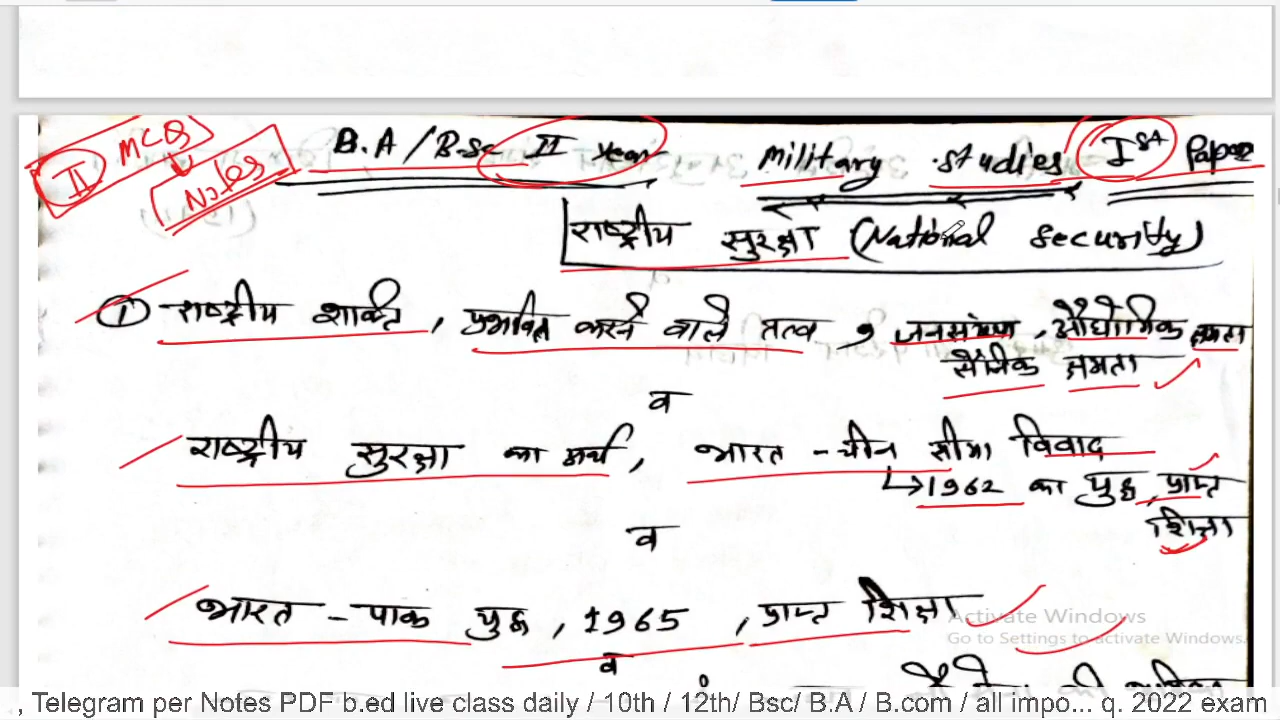 II MCQ
Notes
B.A / B.sc II Year military studies Ist Paper
राष्ट्रीय सुरक्षा (National Security)
① राष्ट्रीय शक्ति, प्रभावित करने वाले तत्व, जनसंख्या, औद्योगिक क्षमता
सैनिक क्षमता
व
राष्ट्रीय सुरक्षा का अर्थ, भारत - चीन सीमा विवाद
↳1962 का युद्ध, प्राप्त
शिक्षा
व
भारत - पाक युद्ध, 1965, प्राप्त शिक्षा
Activate Windows
Go to Settings to activate Windows.
व
, Telegram per Notes PDF b.ed live class daily / 10th / 12th/ Bsc/ B.A / B.com / all impo... q. 2022 exam